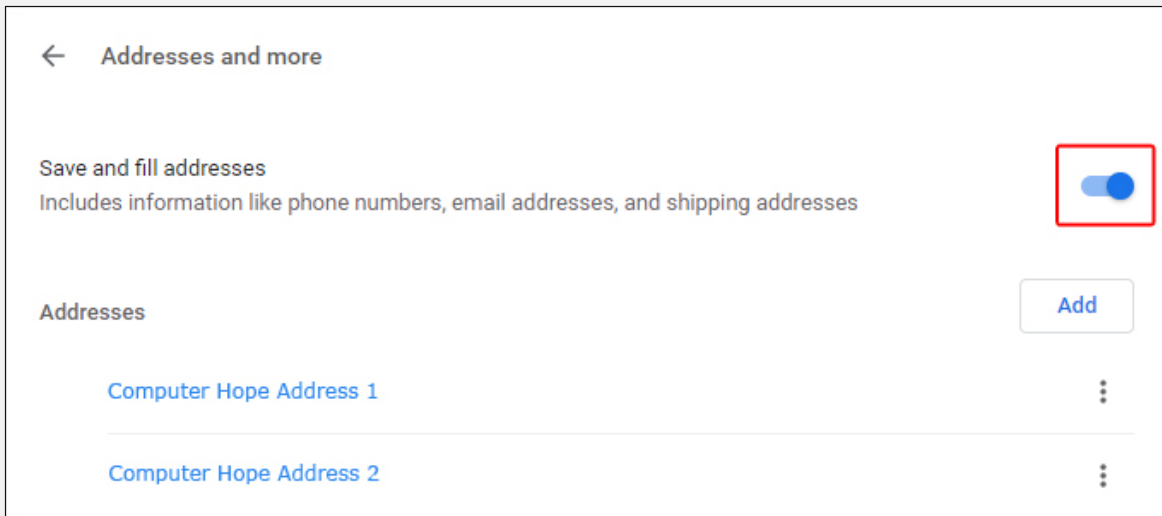 Addresses and more
Save and fill addresses
Includes information like phone numbers, email addresses, and shipping addresses
Addresses
Add
Computer Hope Address 1
Computer Hope Address 2